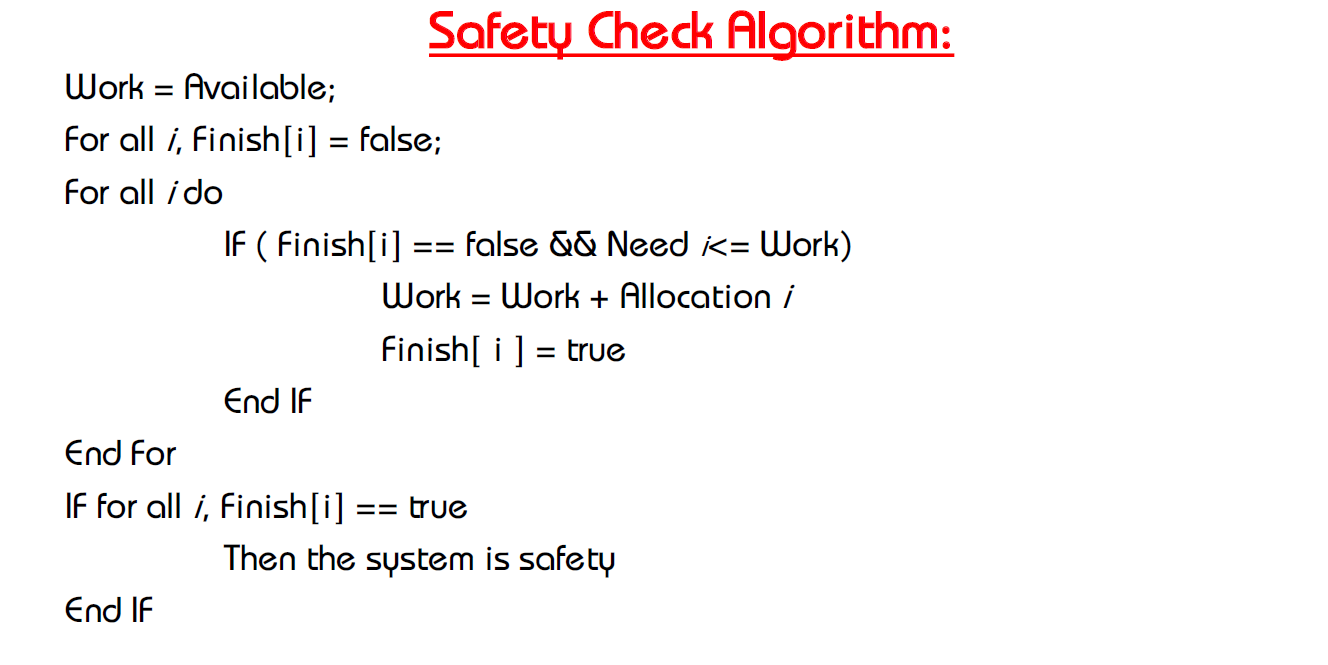 Safety Check Algorithm:
Work = Available;
For all i, Finish[i] = false;
For all i do
IF ( Finish[i] == false && Need i<= Work)
Work = Work + Allocation i
Finish[ i ] = true
End IF
End For
IF for all i, Finish[i] == true
Then the system is safety
End IF